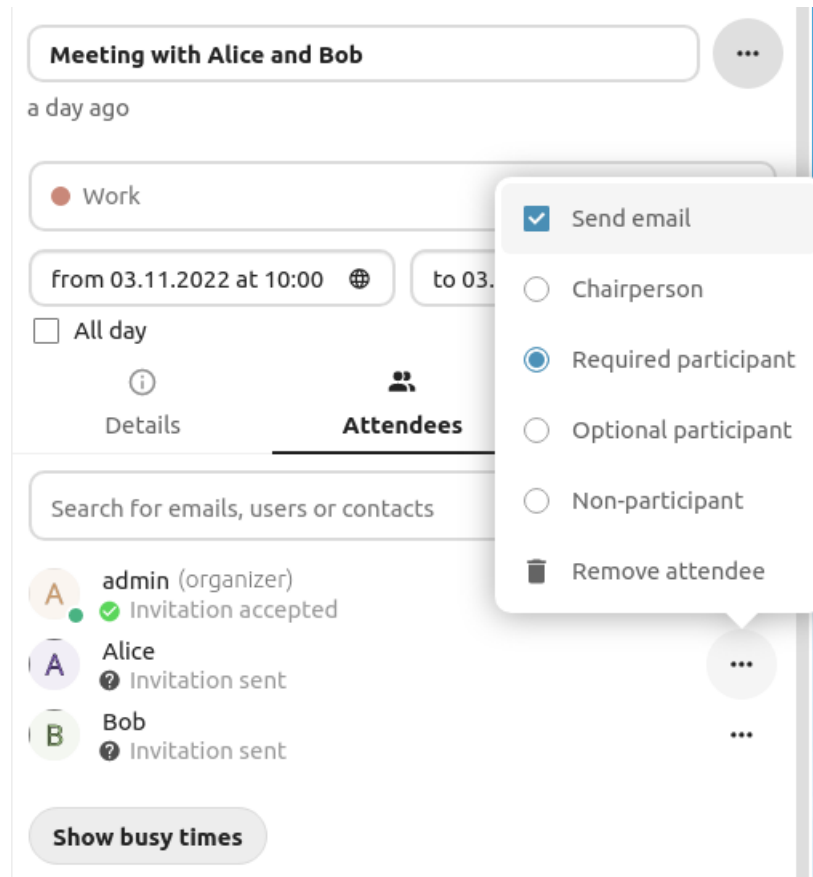 Meeting with Alice and Bob
a day ago
Work
from 03.11.2022 at 10:00
to 03.
All day
Details
Attendees
Send email
Chairperson
Required participant
Optional participant
Non-participant
Remove attendee
Search for emails, users or contacts
A
admin (organizer)
Invitation accepted
A
Alice
Invitation sent
B
Bob
Invitation sent
Show busy times